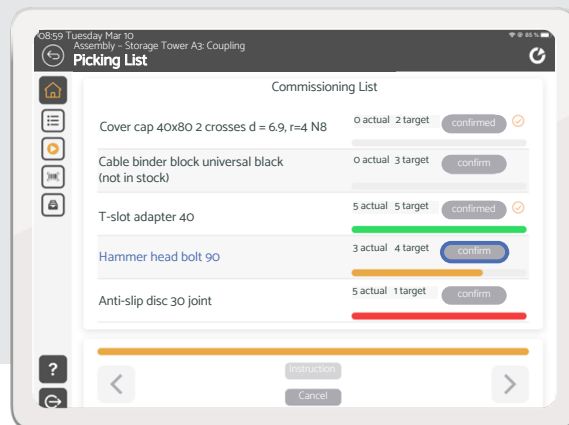 08:59 Tuesday Mar 10
85 %
Assembly – Storage Tower A3: Coupling
Picking List
Commissioning List
Cover cap 40x80 2 crosses d = 6.9, r=4 N8
0 actual 2 target
confirmed
Cable binder block universal black
(not in stock)
0 actual 3 target
confirm
T-slot adapter 40
5 actual 5 target
confirmed
Hammer head bolt 90
3 actual 4 target
confirm
Anti-slip disc 30 joint
5 actual 1 target
confirm
Instruction
Cancel
?